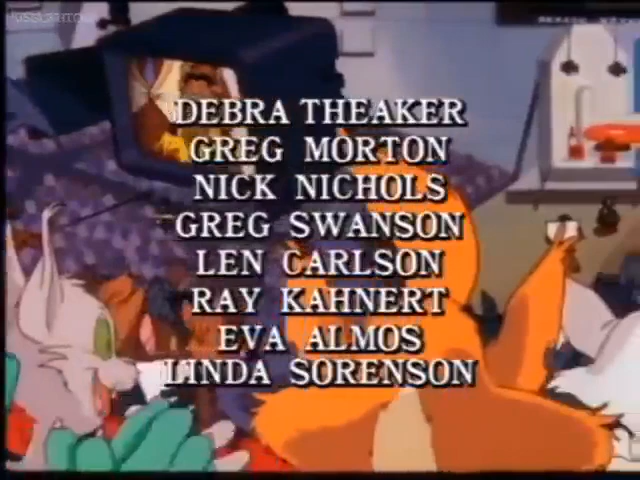 DEBRA THEAKER
GREG MORTON
NICK NICHOLS
GREG SWANSON
LEN CARLSON
RAY KAHNERT
EVA ALMOS
LINDA SORENSON